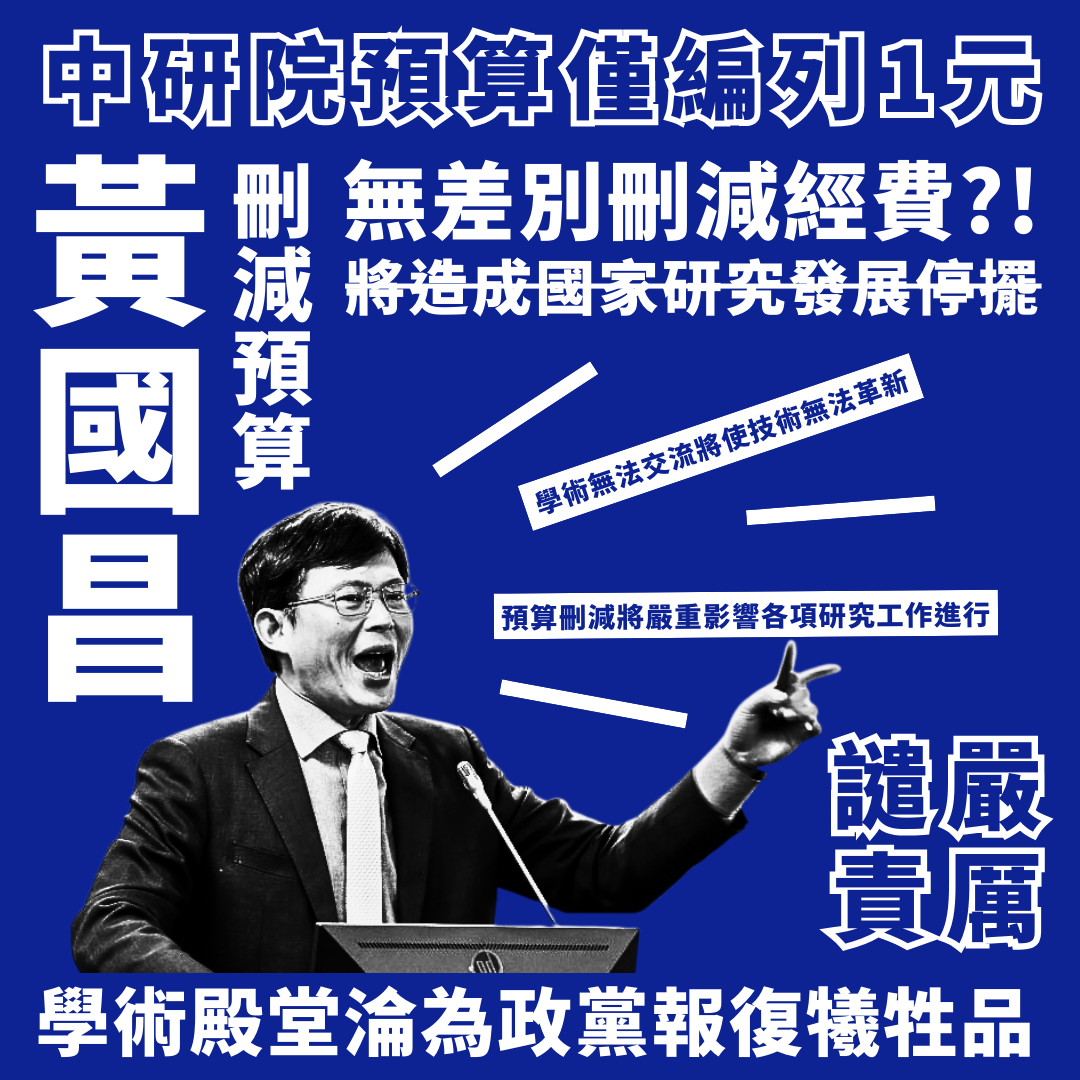 中研院預算僅編列1元
黃國昌
刪減預算
無差別刪減經費?!
將造成國家研究發展停擺
學術無法交流將使技術無法革新
預算刪減將嚴重影響各項研究工作進行
嚴厲
譴責
學術殿堂淪為政黨報復犧牲品
hp